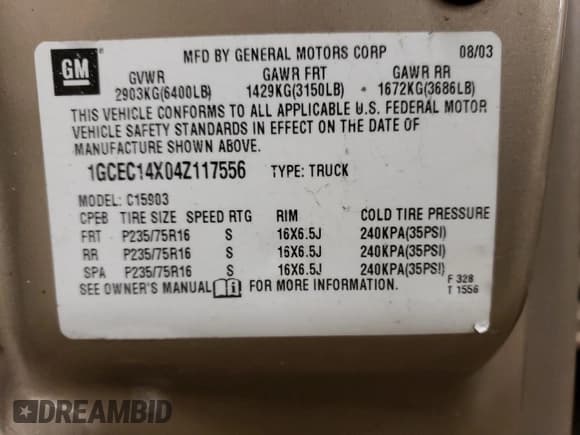 GM MFD BY GENERAL MOTORS CORP 08/03
GVWR GAWR FRT GAWR RR
2903KG(6400LB) 1429KG(3150LB) 1672KG(3686LB)
THIS VEHICLE CONFORMS TO ALL APPLICABLE U.S. FEDERAL MOTOR
VEHICLE SAFETY STANDARDS IN EFFECT ON THE DATE OF
MANUFACTURE SHOWN ABOVE.
1GCEC14X04Z117556 TYPE: TRUCK
MODEL: C15903
CPEB TIRE SIZE SPEED RTG RIM COLD TIRE PRESSURE
FRT P235/75R16 S 16X6.5J 240KPA(35PSI)
RR P235/75R16 S 16X6.5J 240KPA(35PSI)
SPA P235/75R16 S 16X6.5J 240KPA(35PSI)
SEE OWNER'S MANUAL i FOR MORE INFORMATION.
F 328
T 1556
DREAMBID